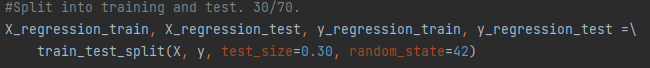 #Split into training and test. 30/70.
X_regression_train, X_regression_test, y_regression_train, y_regression_test =\
    train_test_split(X, y, test_size=0.30, random_state=42)